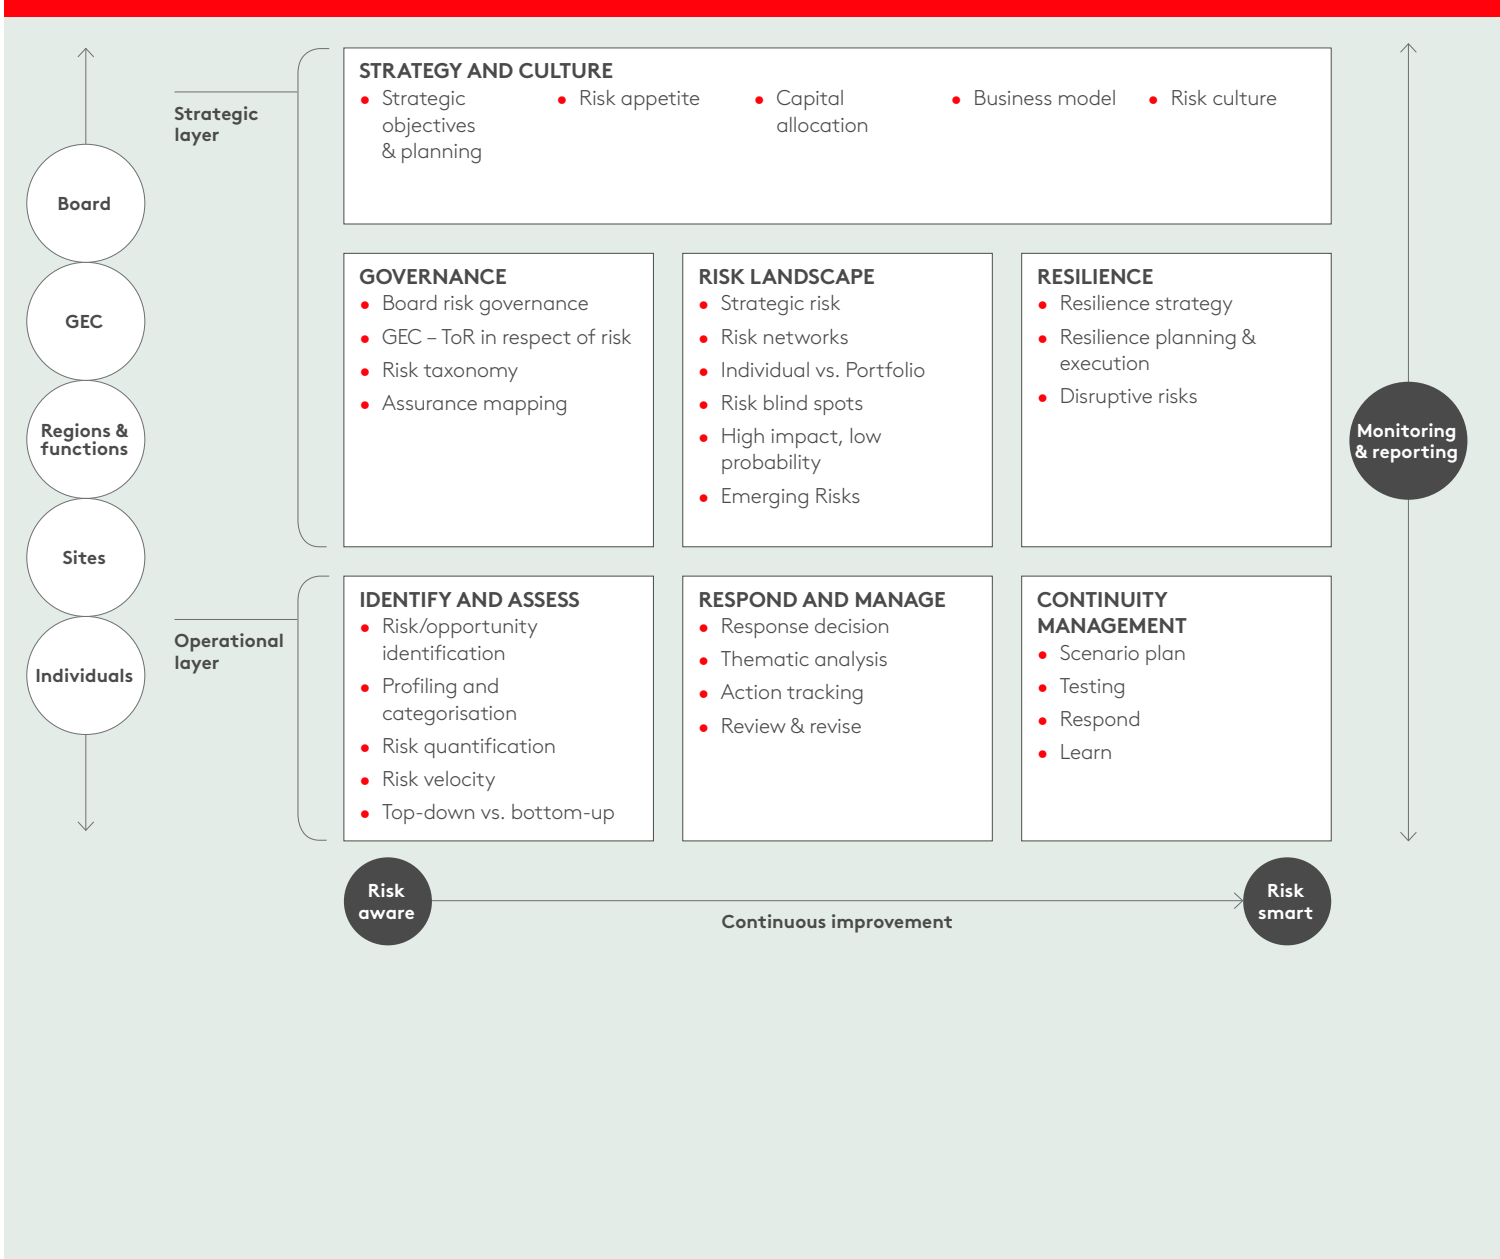 STRATEGY AND CULTURE
• Strategic
objectives
& planning
• Risk appetite
• Capital
allocation
• Business model
• Risk culture
Strategic
layer
Board
GEC
Regions &
functions
Sites
Individuals
GOVERNANCE
• Board risk governance
• GEC – ToR in respect of risk
• Risk taxonomy
• Assurance mapping
RISK LANDSCAPE
• Strategic risk
• Risk networks
• Individual vs. Portfolio
• Risk blind spots
• High impact, low
probability
• Emerging Risks
RESILIENCE
• Resilience strategy
• Resilience planning &
execution
• Disruptive risks
Monitoring
& reporting
Operational
layer
IDENTIFY AND ASSESS
• Risk/opportunity
identification
• Profiling and
categorisation
• Risk quantification
• Risk velocity
• Top-down vs. bottom-up
RESPOND AND MANAGE
• Response decision
• Thematic analysis
• Action tracking
• Review & revise
CONTINUITY
MANAGEMENT
• Scenario plan
• Testing
• Respond
• Learn
Risk
aware
Continuous improvement
Risk
smart